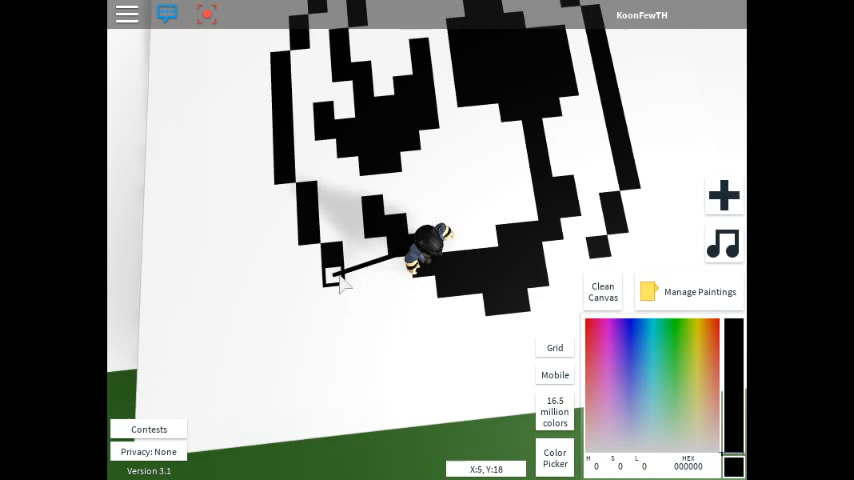 KoonFewTH
Clean
Canvas
Manage Paintings
Grid
Mobile
16.5
million
colors
Color
Picker
H S L HEX
0 0 0 000000
Contests
Privacy: None
Version 3.1
X:5, Y:18